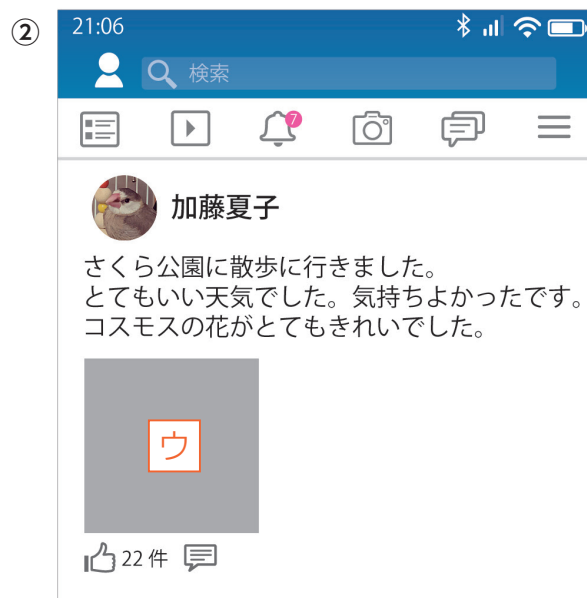 ②
21:06
検索
7
加藤夏子
さくら公園に散歩に行きました。
とてもいい天気でした。気持ちよかったです。
コスモスの花がとてもきれいでした。
ウ
22 件